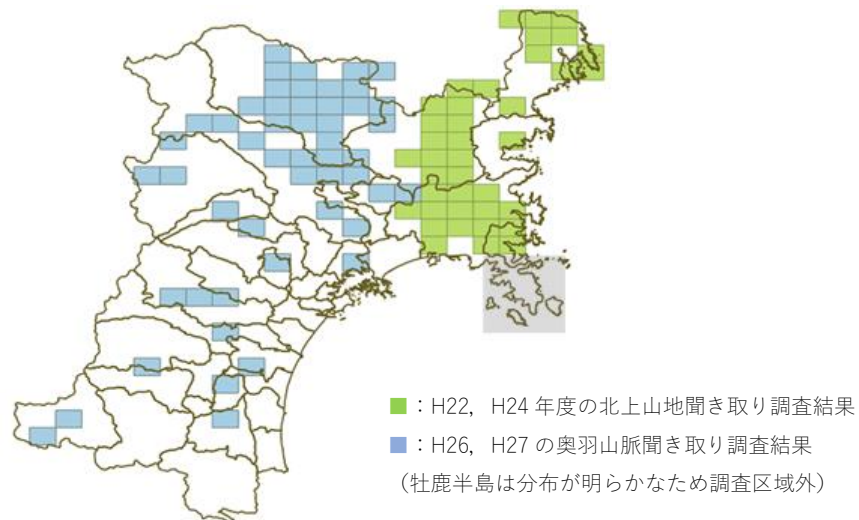 ■：H22，H24 年度の北上山地聞き取り調査結果
■：H26，H27 の奥羽山脈聞き取り調査結果
（牡鹿半島は分布が明らかなため調査区域外）